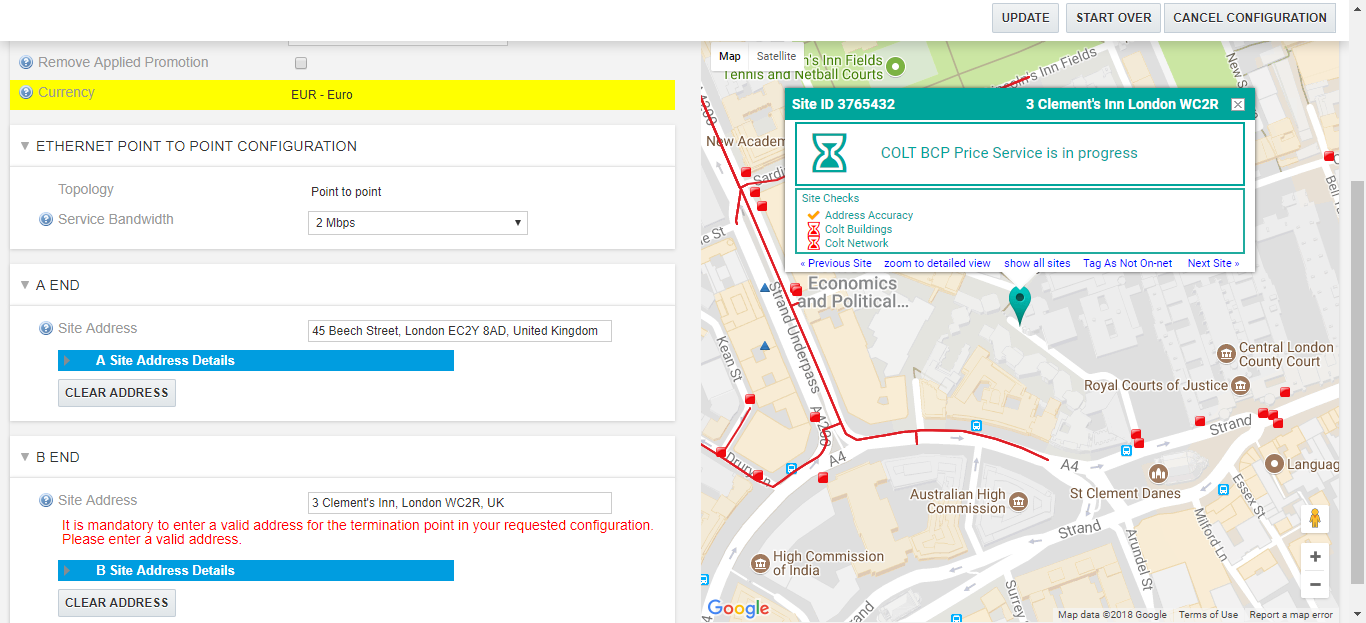 UPDATE
START OVER
CANCEL CONFIGURATION
Remove Applied Promotion
Currency
EUR - Euro
ETHERNET POINT TO POINT CONFIGURATION
Topology
Point to point
Service Bandwidth
2 Mbps
A END
Site Address
45 Beech Street, London EC2Y 8AD, United Kingdom
A Site Address Details
CLEAR ADDRESS
B END
Site Address
3 Clement's Inn, London WC2R, UK
It is mandatory to enter a valid address for the termination point in your requested configuration.
Please enter a valid address.
B Site Address Details
CLEAR ADDRESS
Map
Satellite
n's Inn Fields
Tennis and Netball Courts
n's Inn Fields
New S
A4200
Site ID 3765432
3 Clement's Inn London WC2R
COLT BCP Price Service is in progress
Site Checks
Address Accuracy
Colt Buildings
Colt Network
« Previous Site
zoom to detailed view
show all sites
Tag As Not On-net
Next Site »
New Academ
Sardi
Bell Ye
e St
Economics
and Political...
Strand Underpass
Kean St
A4200
Central London
County Court
Royal Courts of Justice
Strand
Drury Ln
A4
A4
Languag
St Clement Danes
Australian High
Commission
Essex St
Strand
Milford Ln
High Commission
of India
Arundel St
Surrey
and
Google
Map data ©2018 Google
Terms of Use
Report a map error